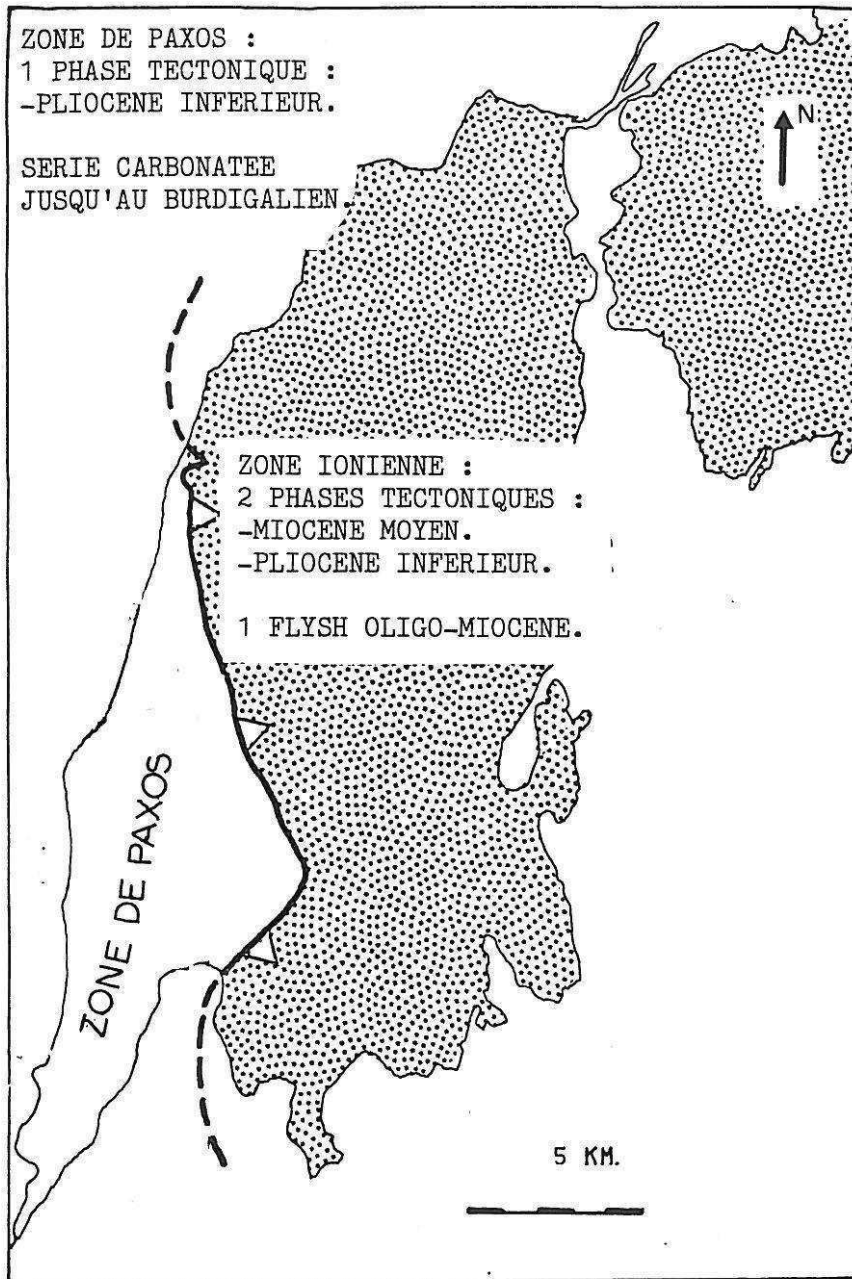 ZONE DE PAXOS :
1 PHASE TECTONIQUE :
-PLIOCENE INFERIEUR.
SERIE CARBONATEE
JUSQU'AU BURDIGALIEN.
N
ZONE IONIENNE :
2 PHASES TECTONIQUES :
-MIOCENE MOYEN.
-PLIOCENE INFERIEUR.
1 FLYSH OLIGO-MIOCENE.
ZONE DE PAXOS
5 KM.